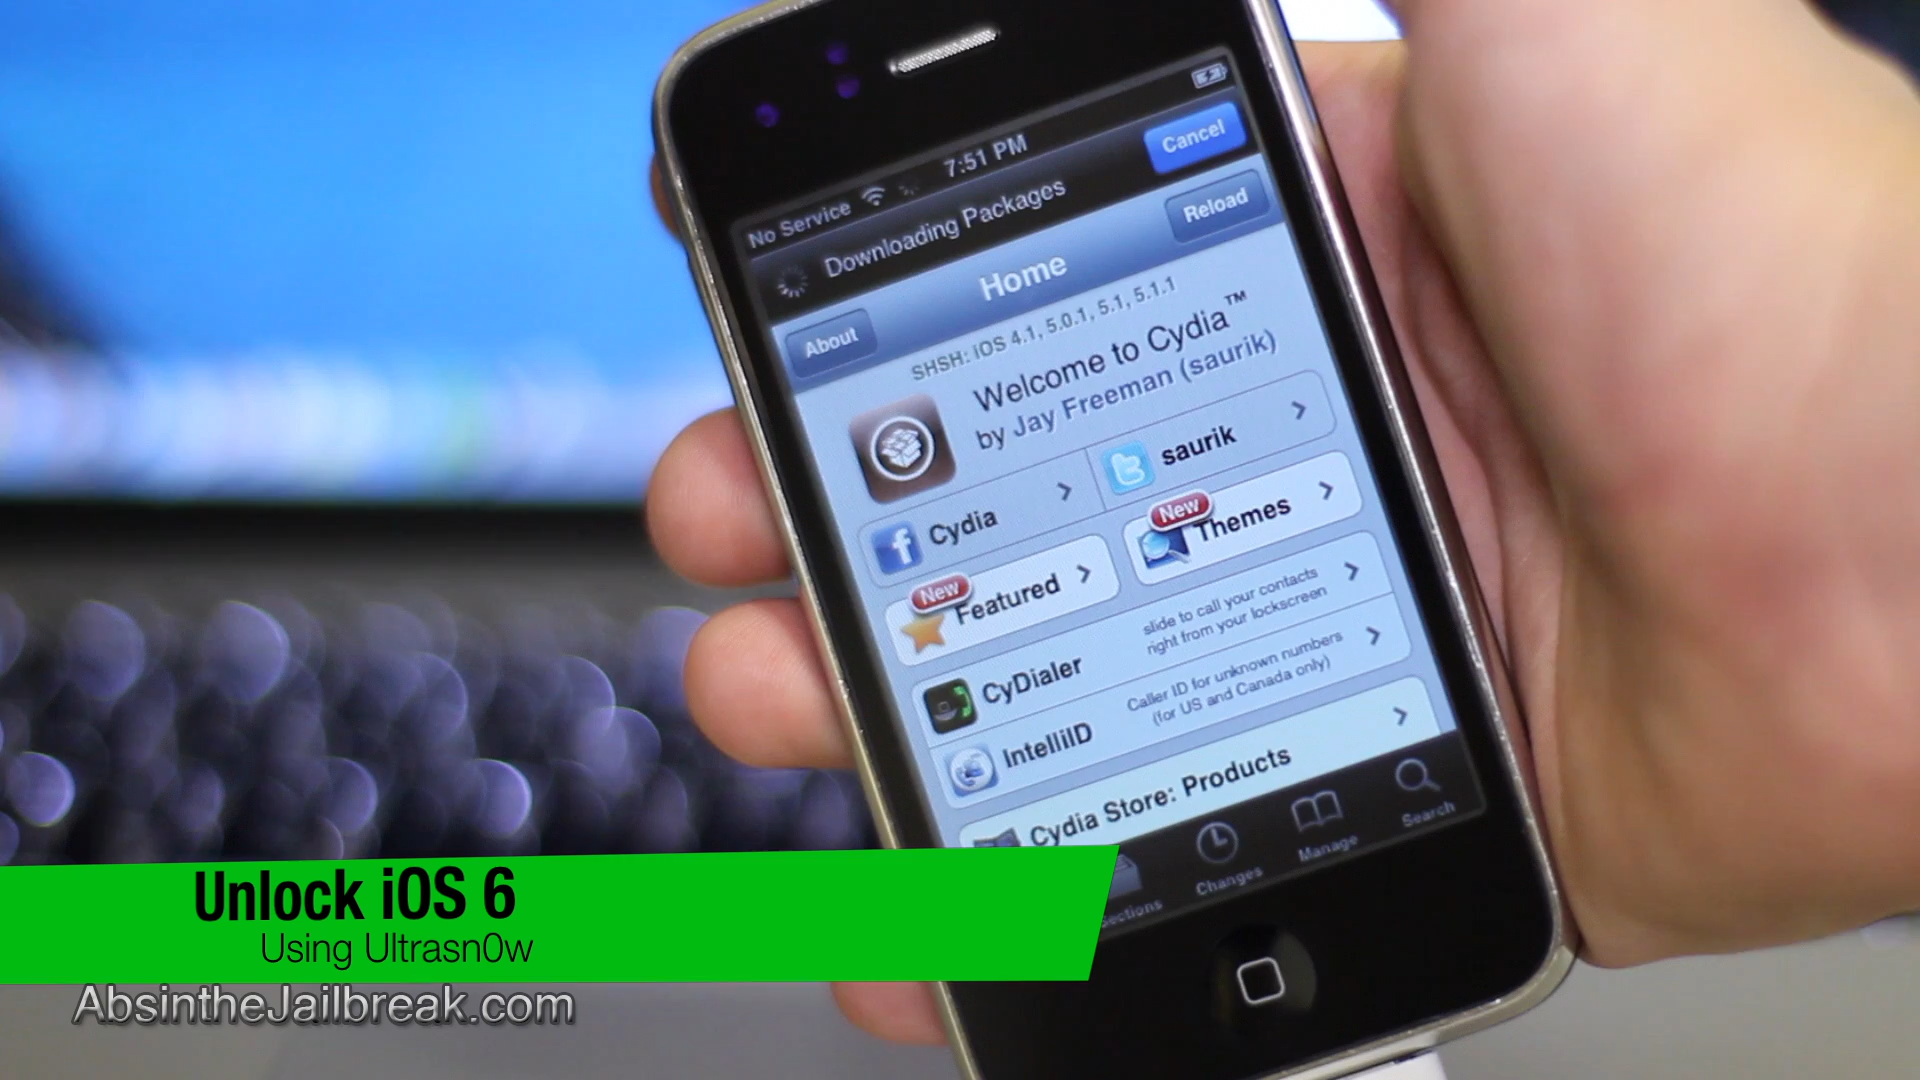 No Service 7:51 PM
Downloading Packages Cancel
About Home Reload
SHSH: iOS 4.1, 5.0.1, 5.1, 5.1.1
Welcome to Cydia™
by Jay Freeman (saurik)
Cydia saurik
New Featured New Themes
CyDialer slide to call your contacts
right from your lockscreen
IntelliID Caller ID for unknown numbers
(for US and Canada only)
Cydia Store: Products
Sections Changes Manage Search
Unlock iOS 6
Using Ultrasn0w
AbsintheJailbreak.com